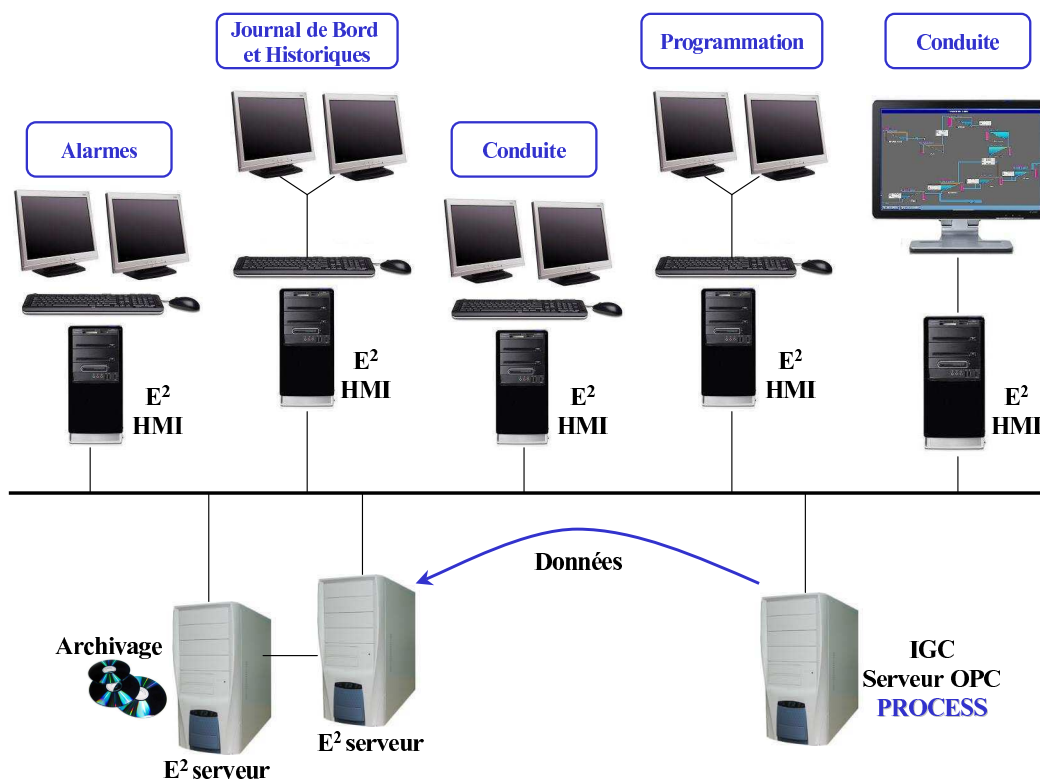 Journal de Bord
et Historiques
Programmation
Conduite
Alarmes
Conduite
E² HMI
E² HMI
E² HMI
E² HMI
E² HMI
Données
Archivage
IGC
Serveur OPC
PROCESS
E² serveur
E² serveur